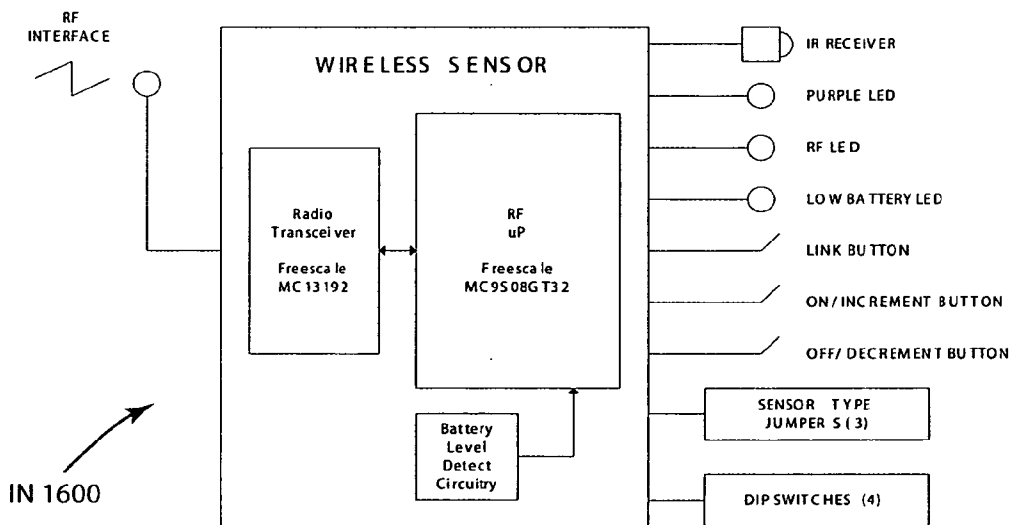 RF
INTERFACE
WIRELESS SENSOR
Radio
Transceiver
Freescale
MC13192
RF
uP
Freescale
MC9S08GT32
Battery
Level
Detect
Circuitry
IR RECEIVER
PURPLE LED
RF LED
LOW BATTERY LED
LINK BUTTON
ON/INCREMENT BUTTON
OFF/DECREMENT BUTTON
SENSOR TYPE
JUMPERS(3)
DIPSWITCHES (4)
IN 1600